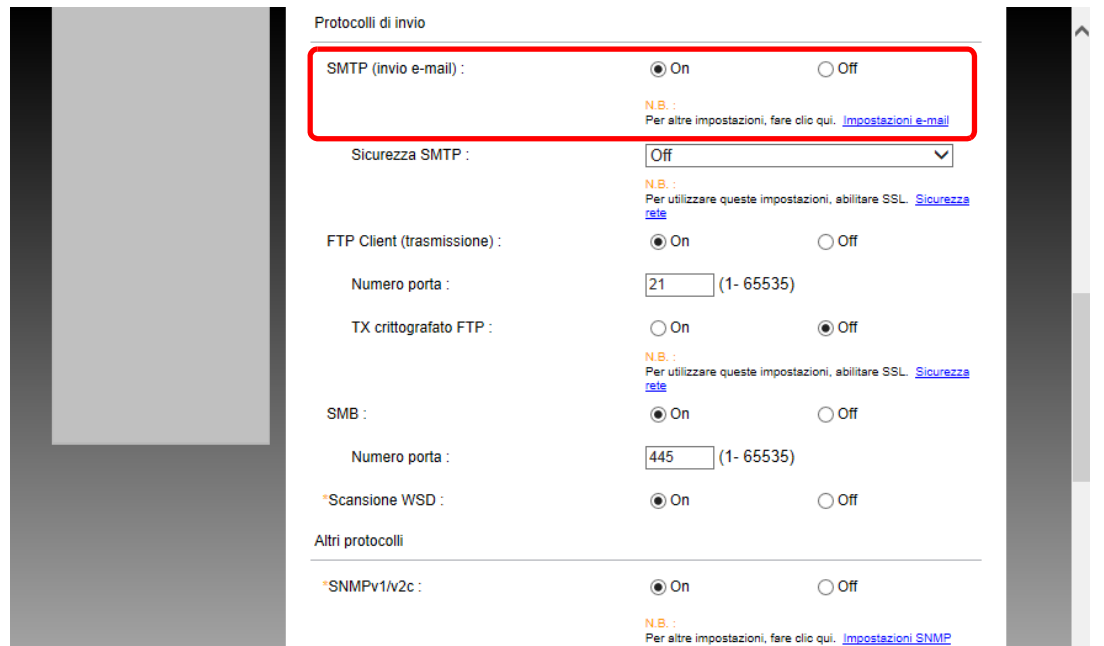 Protocolli di invio
SMTP (invio e-mail) : On Off
N.B. :
Per altre impostazioni, fare clic qui. Impostazioni e-mail
Sicurezza SMTP : Off
N.B. :
Per utilizzare queste impostazioni, abilitare SSL. Sicurezza
rete
FTP Client (trasmissione) : On Off
Numero porta : 21 (1- 65535)
TX crittografato FTP : On Off
N.B. :
Per utilizzare queste impostazioni, abilitare SSL. Sicurezza
rete
SMB : On Off
Numero porta : 445 (1- 65535)
*Scansione WSD : On Off
Altri protocolli
*SNMPv1/v2c : On Off
N.B. :
Per altre impostazioni, fare clic qui. Impostazioni SNMP